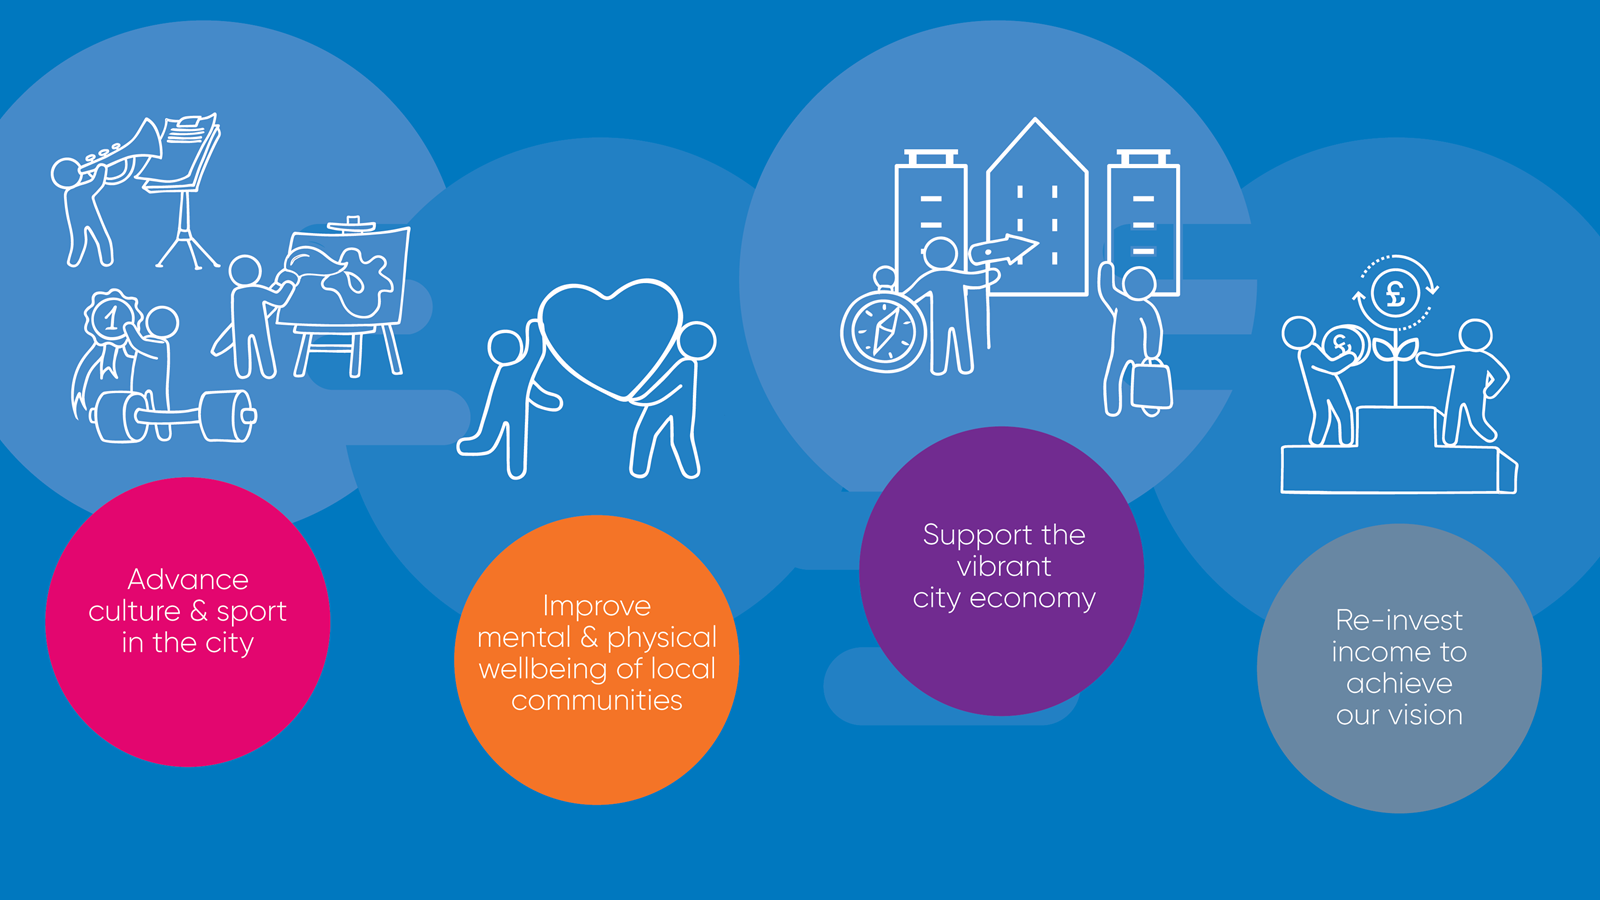 1
£
£
Advance
culture & sport
in the city
Improve
mental & physical
wellbeing of local
communities
Support the
vibrant
city economy
Re-invest
income to
achieve
our vision